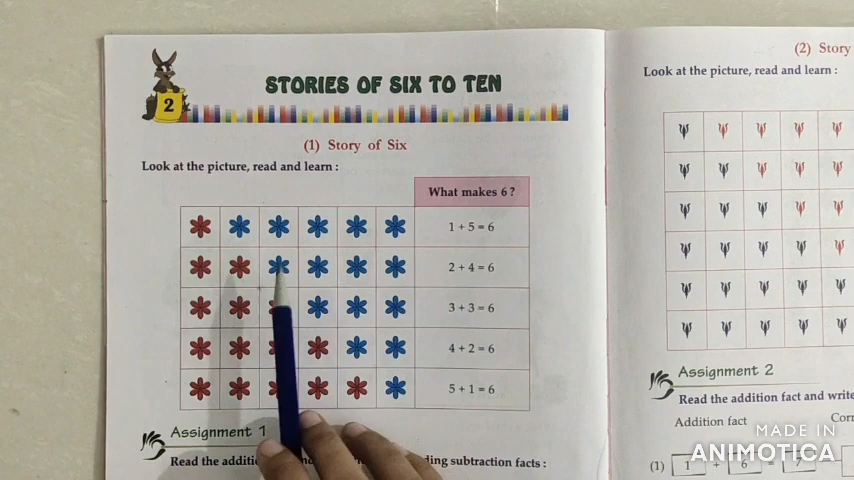 2
STORIES OF SIX TO TEN
(1) Story of Six
Look at the picture, read and learn :
What makes 6 ?
1 + 5 = 6
2 + 4 = 6
3 + 3 = 6
4 + 2 = 6
5 + 1 = 6
Assignment 1
Read the ding subtraction facts :
(2) Story
Look at the picture, read and learn :
Assignment 2
Read the addition fact and write
Addition fact
(1) 1 + 6 = 7
MADE IN
ANIMOTICA